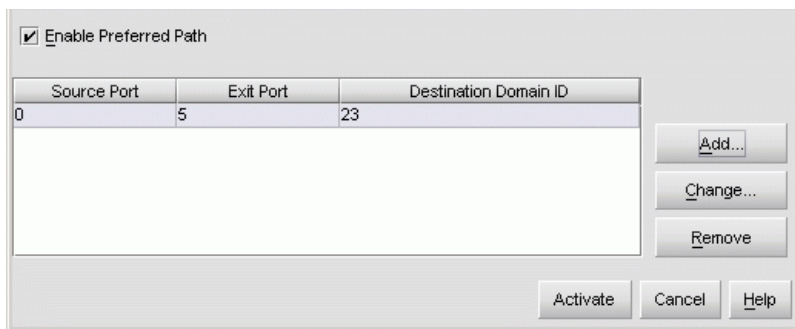 Enable Preferred Path
Source Port Exit Port Destination Domain ID
0 5 23
Add...
Change...
Remove
Activate Cancel Help